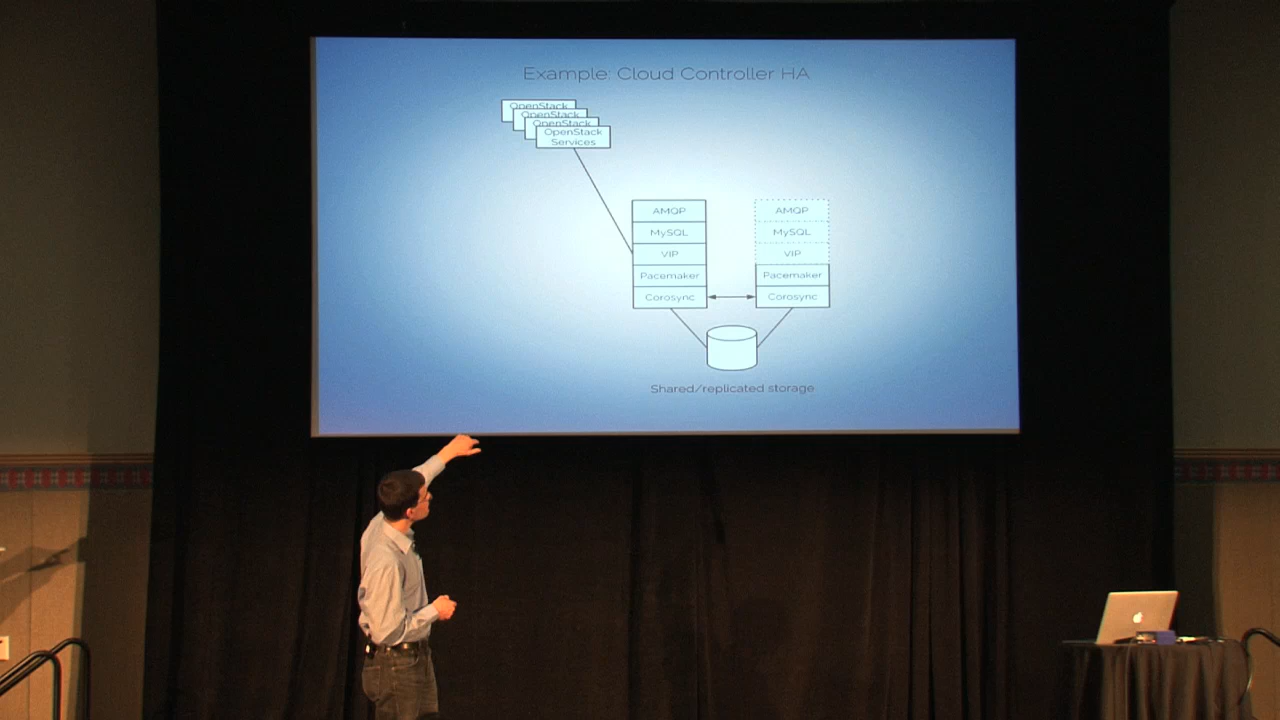 Example: Cloud Controller HA
OpenStack
OpenStack
OpenStack
OpenStack
Services
AMQP
MySQL
VIP
Pacemaker
Corosync
AMQP
MySQL
VIP
Pacemaker
Corosync
Shared/replicated storage